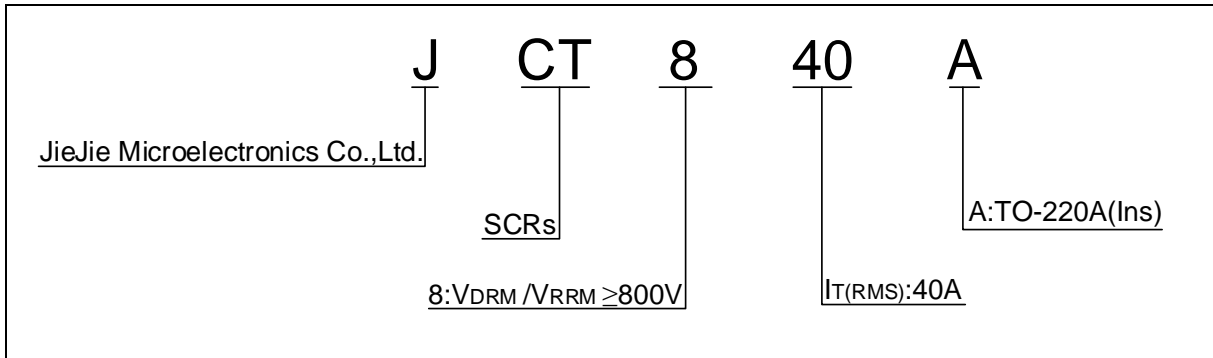 J CT 8 40 A
JieJie Microelectronics Co.,Ltd.
SCRs
A:TO-220A(Ins)
8:VDRM /VRRM ≥800V
IT(RMS):40A